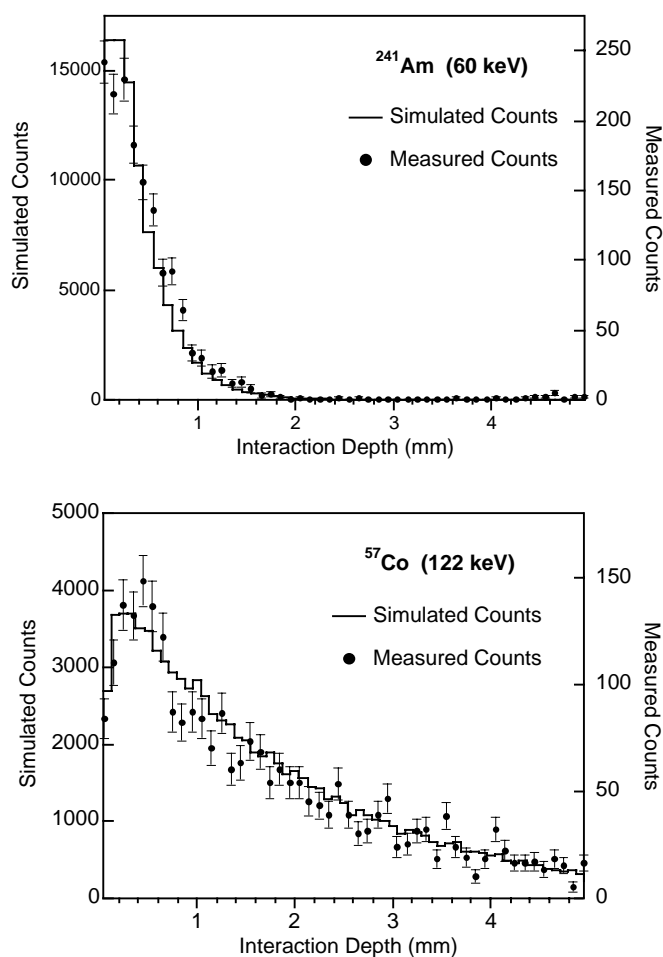 ²⁴¹Am (60 keV)
Simulated Counts
Measured Counts
15000
10000
5000
0
Simulated Counts
250
200
150
100
50
0
Measured Counts
1 2 3 4
Interaction Depth (mm)
⁵⁷Co (122 keV)
Simulated Counts
Measured Counts
5000
4000
3000
2000
1000
0
Simulated Counts
150
100
50
0
Measured Counts
1 2 3 4
Interaction Depth (mm)